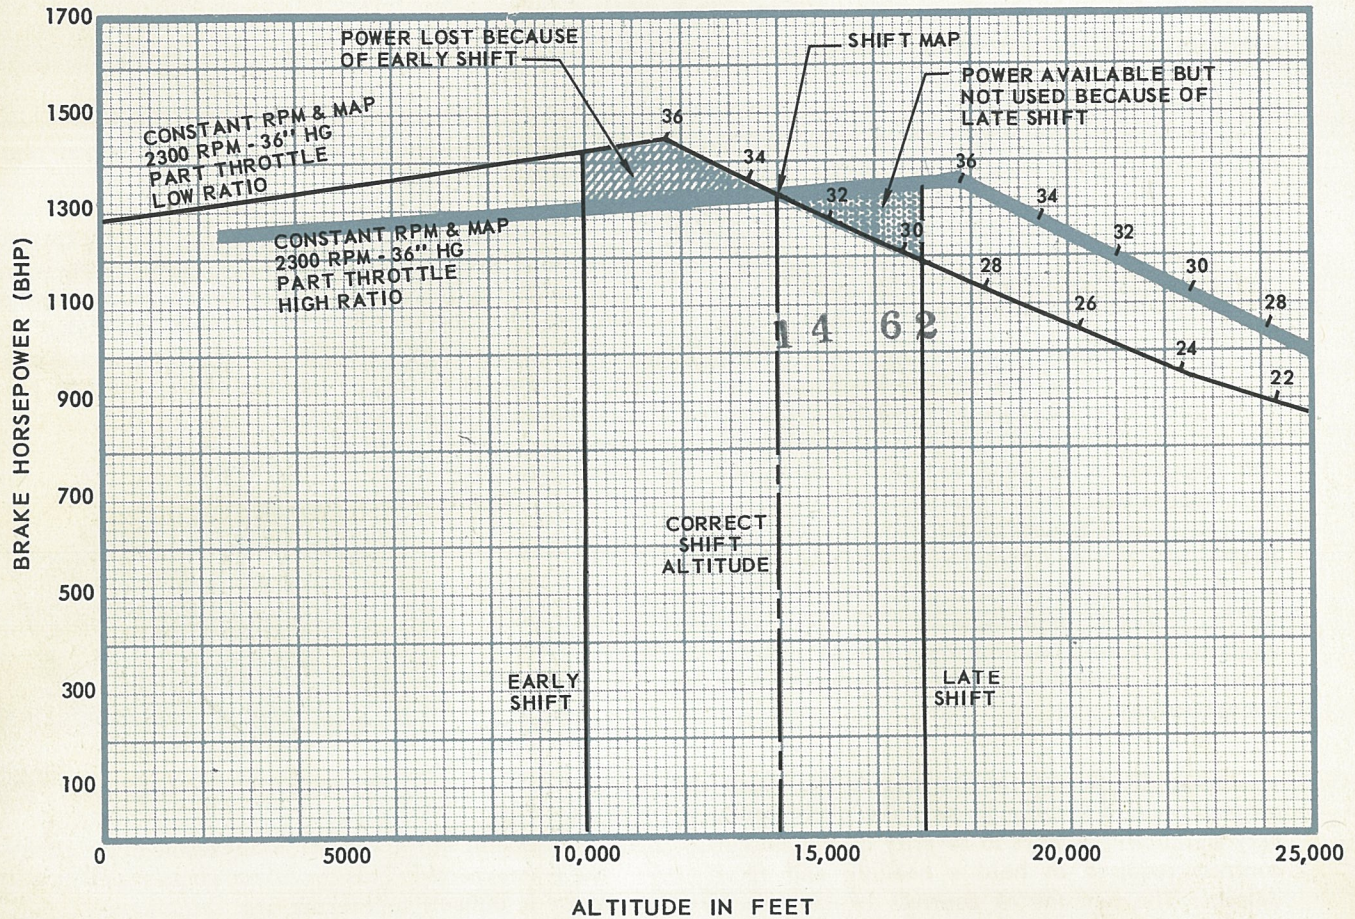 1700
1500
1300
1100
900
700
500
300
100
BRAKE HORSEPOWER (BHP)
POWER LOST BECAUSE
OF EARLY SHIFT
SHIFT MAP
POWER AVAILABLE BUT
NOT USED BECAUSE OF
LATE SHIFT
CONSTANT RPM & MAP
2300 RPM - 36" HG
PART THROTTLE
LOW RATIO
CONSTANT RPM & MAP
2300 RPM - 36" HG
PART THROTTLE
HIGH RATIO
36
34
32
30
28
26
24
22
36
34
32
30
28
14 62
CORRECT
SHIFT
ALTITUDE
EARLY
SHIFT
LATE
SHIFT
0 5000 10,000 15,000 20,000 25,000
ALTITUDE IN FEET